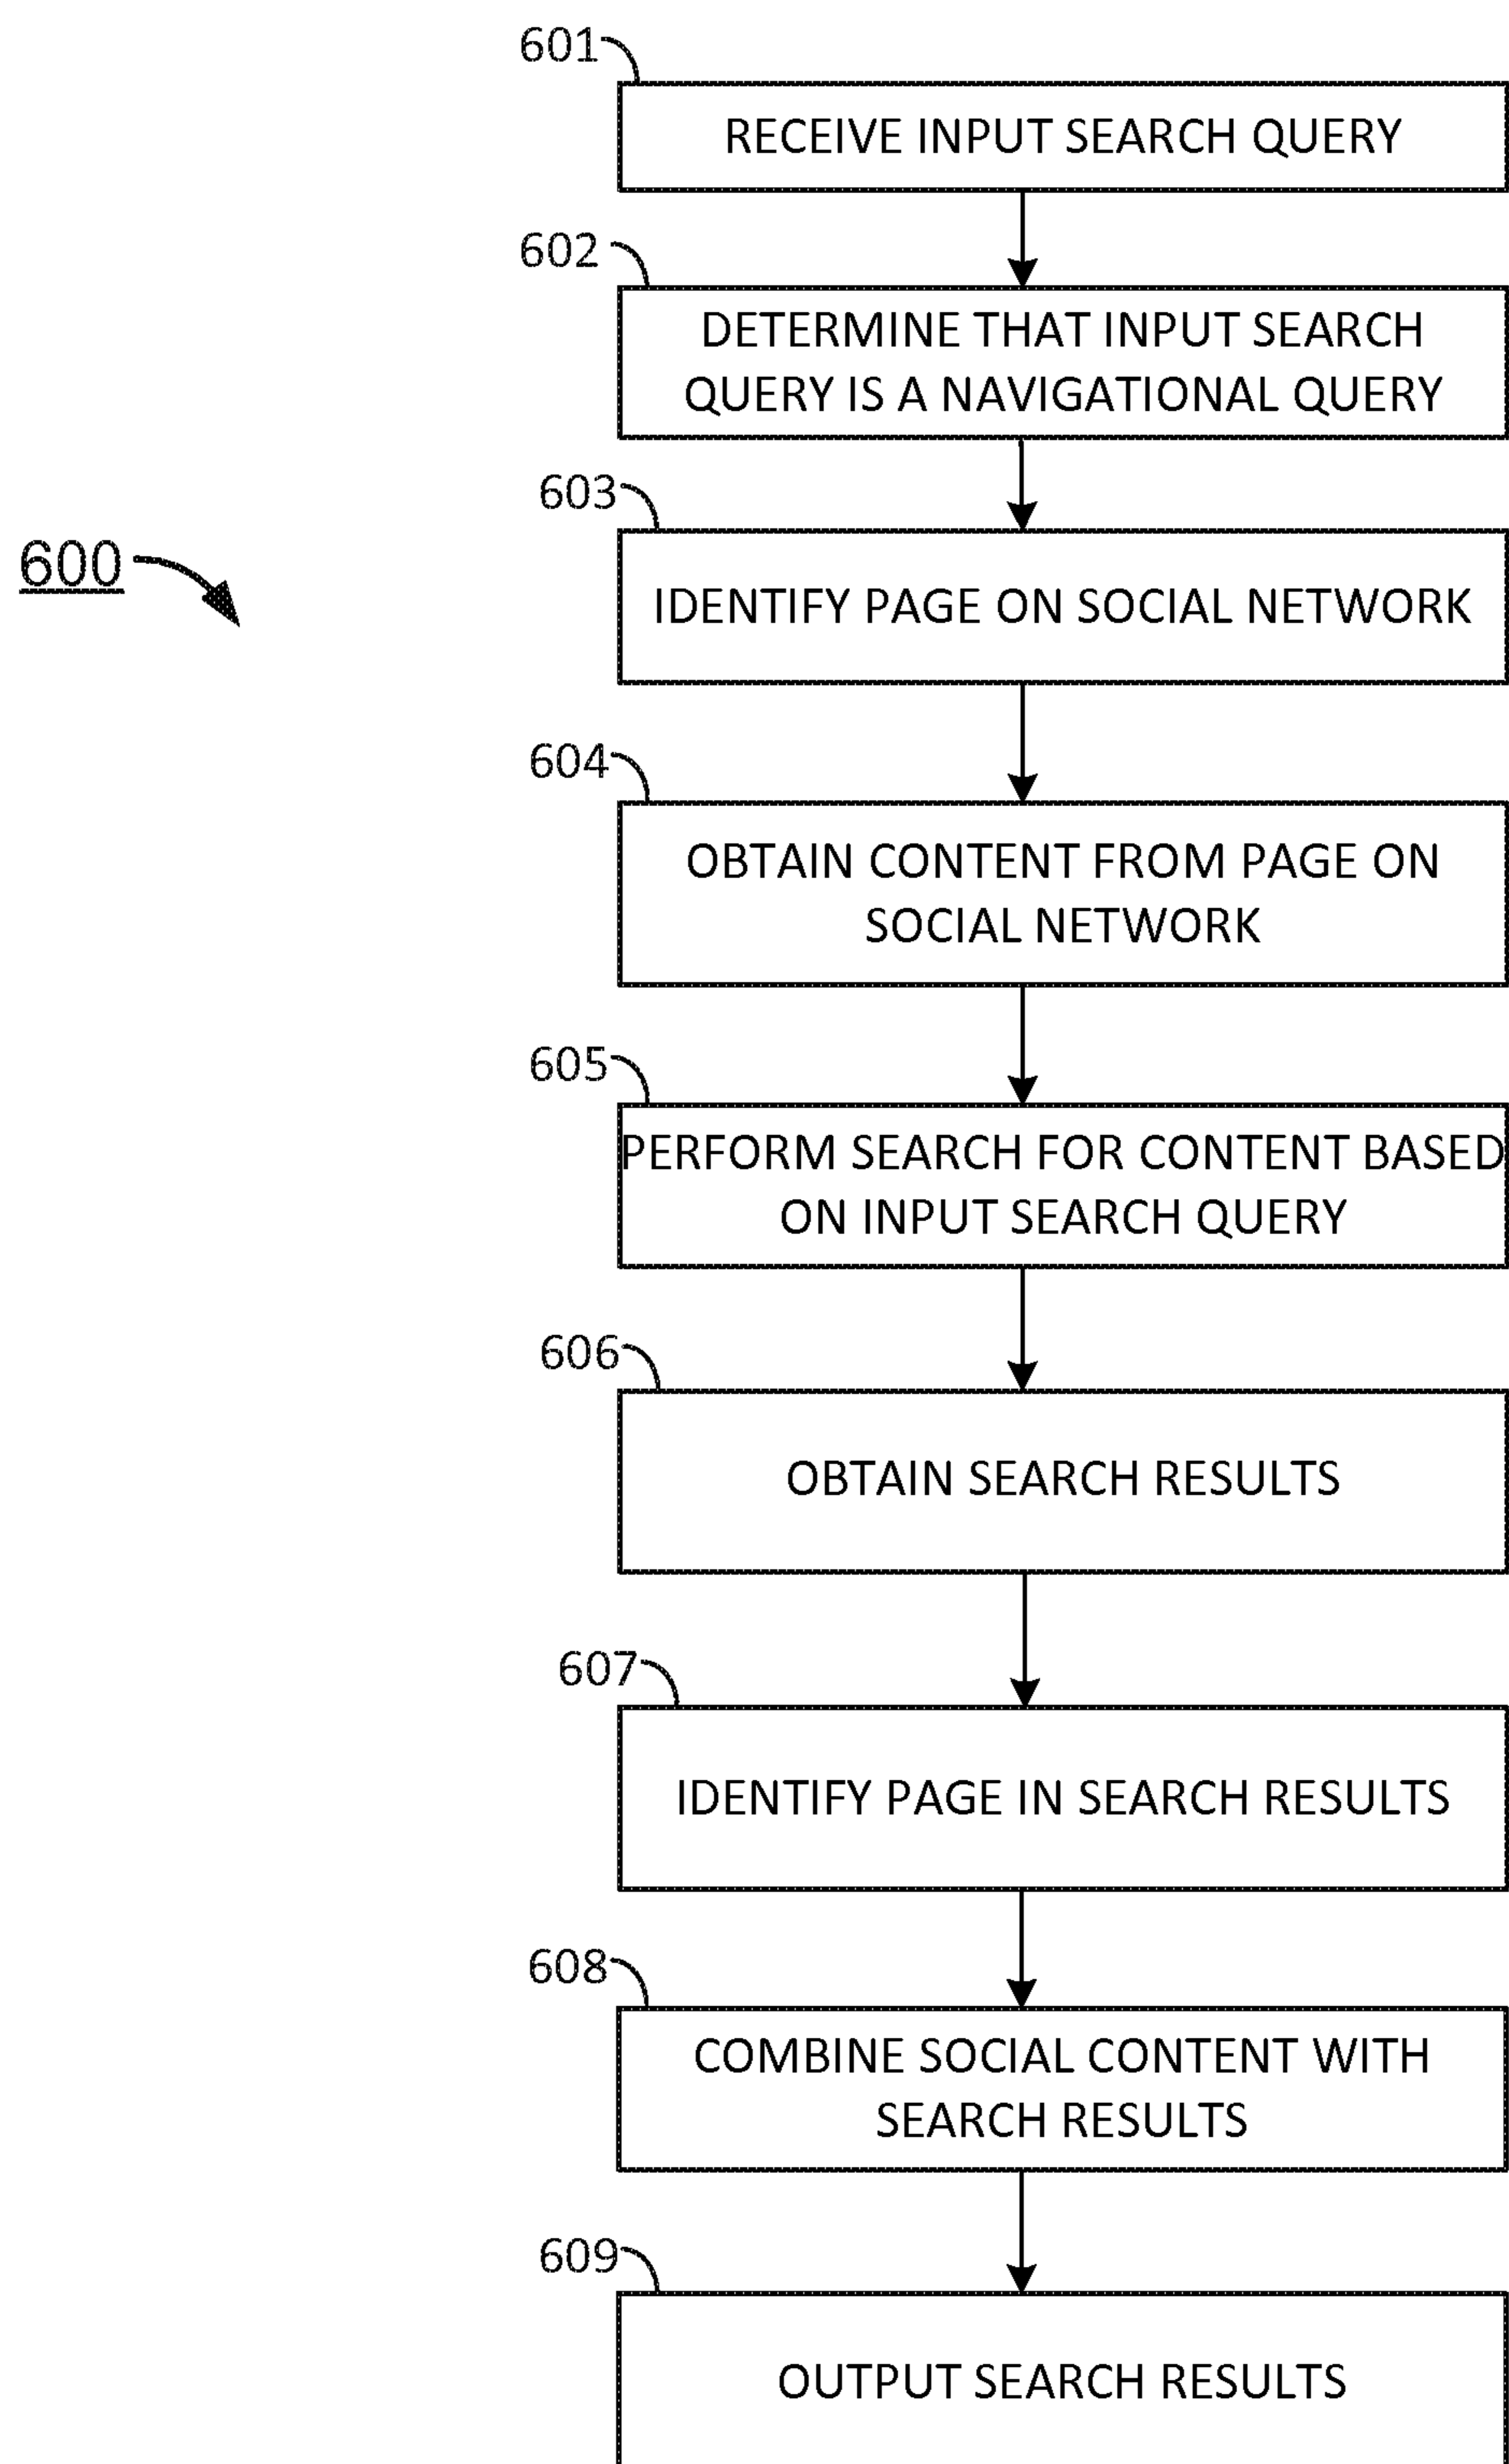 601
RECEIVE INPUT SEARCH QUERY
602
DETERMINE THAT INPUT SEARCH
QUERY IS A NAVIGATIONAL QUERY
603
600
IDENTIFY PAGE ON SOCIAL NETWORK
604
OBTAIN CONTENT FROM PAGE ON
SOCIAL NETWORK
605
PERFORM SEARCH FOR CONTENT BASED
ON INPUT SEARCH QUERY
606
OBTAIN SEARCH RESULTS
607
IDENTIFY PAGE IN SEARCH RESULTS
608
COMBINE SOCIAL CONTENT WITH
SEARCH RESULTS
609
OUTPUT SEARCH RESULTS